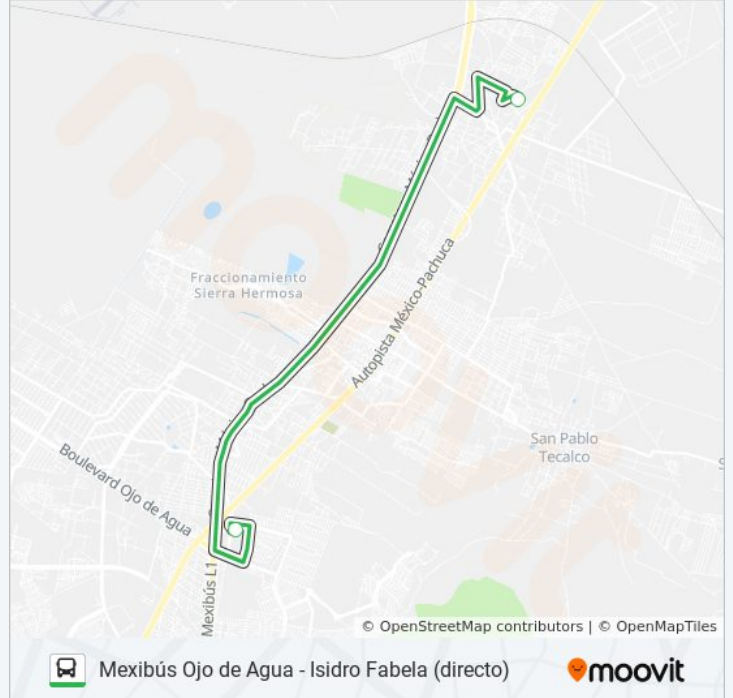 Fraccionamiento
Sierra Hermosa
Autopista México-Pachuca
San Pablo
Tecalco
Boulevard Ojo de Agua
Mexibús L1
© OpenStreetMap contributors | © OpenMapTiles
Mexibús Ojo de Agua - Isidro Fabela (directo)
moovit